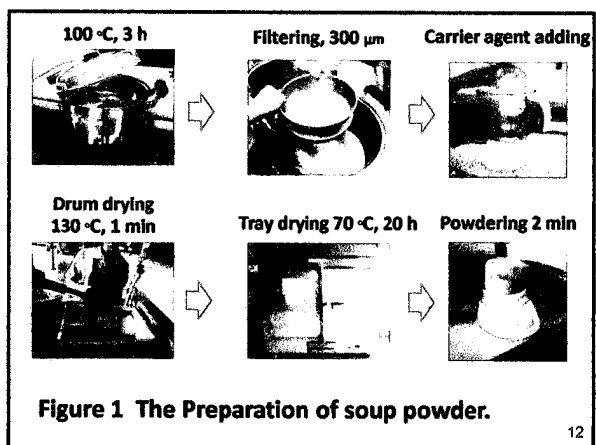 100 °C, 3 h
Filtering, 300 µm
Carrier agent adding
Drum drying
130 °C, 1 min
Tray drying 70 °C, 20 h
Powdering 2 min
Figure 1 The Preparation of soup powder.
12